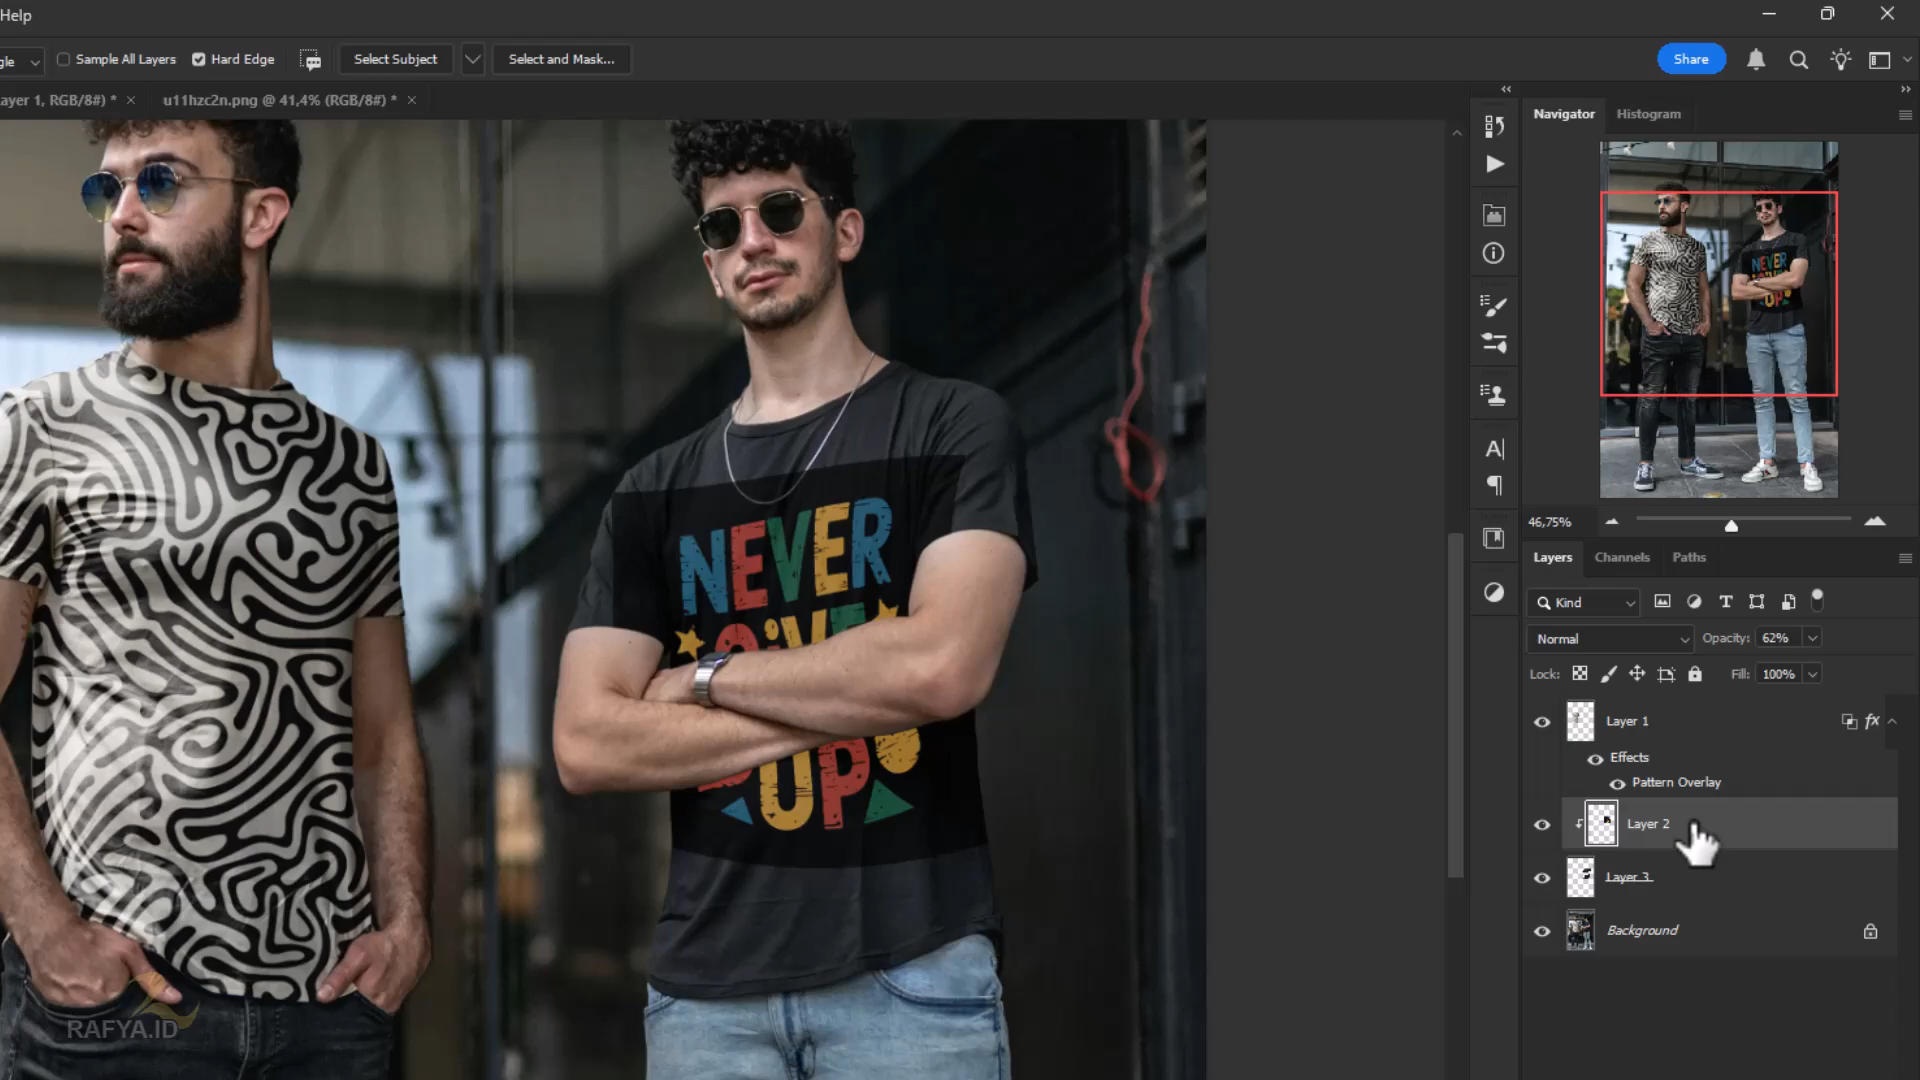 Help
gle
Sample All Layers
Hard Edge
Select Subject
Select and Mask...
Share
ayer 1, RGB/8#) *
u11hzc2n.png @ 41,4% (RGB/8#) *
Navigator
Histogram
NEVER
UP
46,75%
Layers
Channels
Paths
Kind
Normal
Opacity: 62%
Lock:
Fill: 100%
Layer 1
fx
Effects
Pattern Overlay
Layer 2
Layer 3
Background
RAFYA.ID